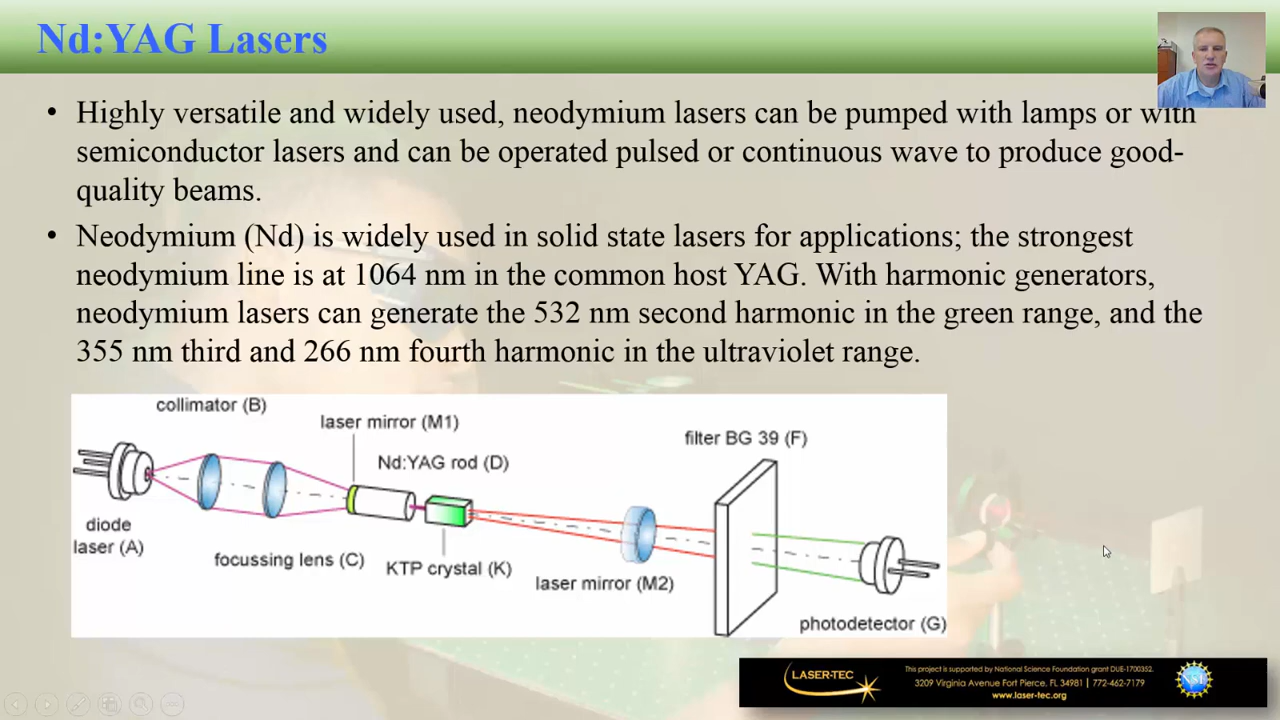 Nd:YAG Lasers
• Highly versatile and widely used, neodymium lasers can be pumped with lamps or with
semiconductor lasers and can be operated pulsed or continuous wave to produce good-
quality beams.
• Neodymium (Nd) is widely used in solid state lasers for applications; the strongest
neodymium line is at 1064 nm in the common host YAG. With harmonic generators,
neodymium lasers can generate the 532 nm second harmonic in the green range, and the
355 nm third and 266 nm fourth harmonic in the ultraviolet range.
collimator (B)
laser mirror (M1)
filter BG 39 (F)
Nd:YAG rod (D)
diode
laser (A)
focussing lens (C)
KTP crystal (K)
laser mirror (M2)
photodetector (G)
LASER-TEC
This project is supported by National Science Foundation grant DUE-1700352.
3209 Virginia Avenue Fort Pierce, FL 34981 | 772-462-7179
www.laser-tec.org
NSF